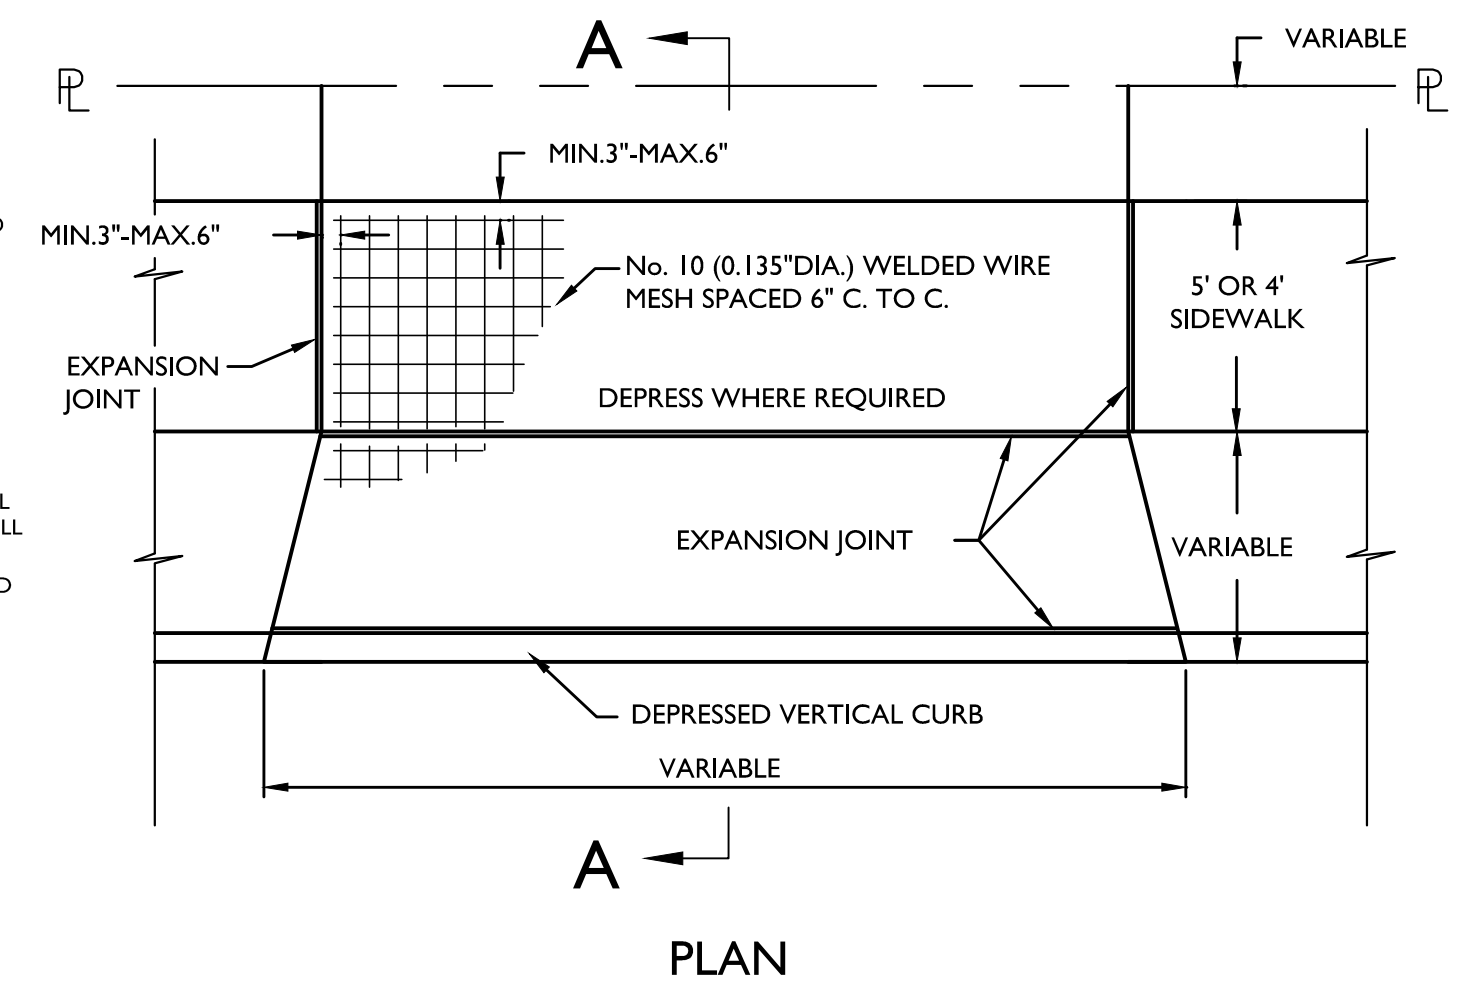 A
VARIABLE
PL
PL
MIN.3"-MAX.6"
MIN.3"-MAX.6"
No. 10 (0.135"DIA.) WELDED WIRE
MESH SPACED 6" C. TO C.
5' OR 4'
SIDEWALK
EXPANSION
JOINT
DEPRESS WHERE REQUIRED
EXPANSION JOINT
VARIABLE
DEPRESSED VERTICAL CURB
VARIABLE
A
PLAN